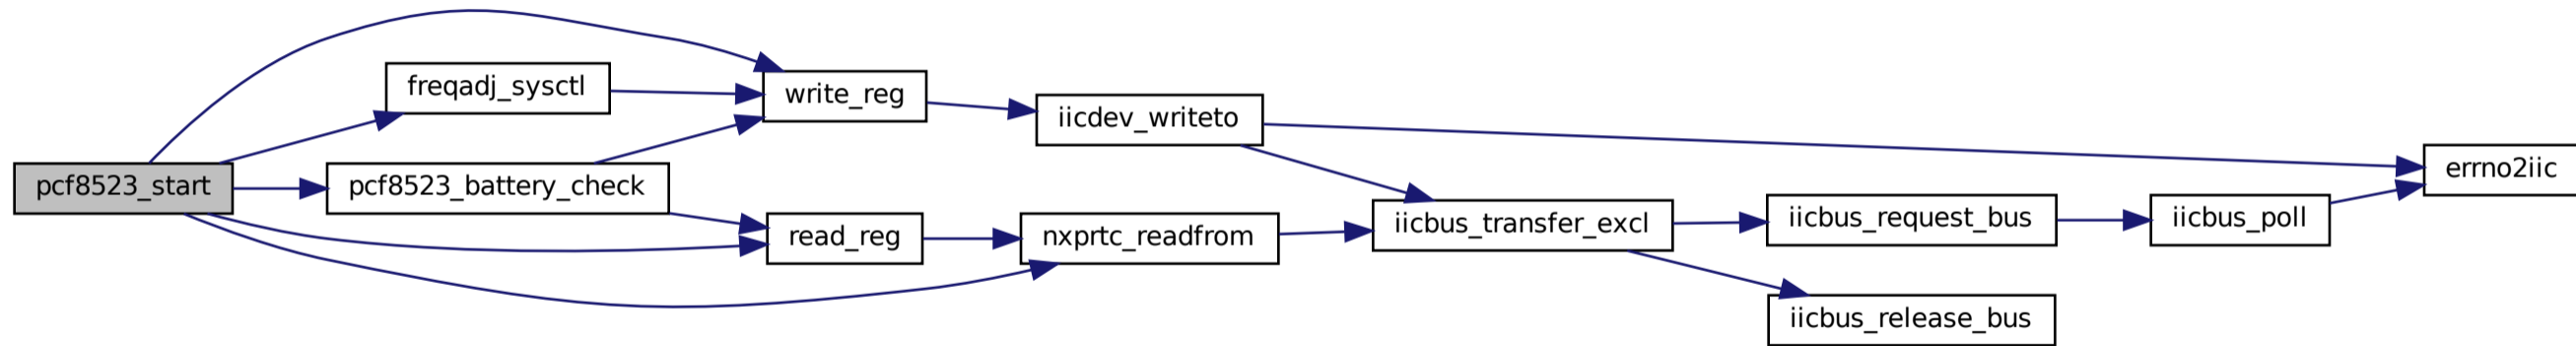 pcf8523_start
freqadj_sysctl
pcf8523_battery_check
write_reg
read_reg
iicdev_writeto
nxprtc_readfrom
iicbus_transfer_excl
iicbus_request_bus
iicbus_release_bus
iicbus_poll
errno2iic